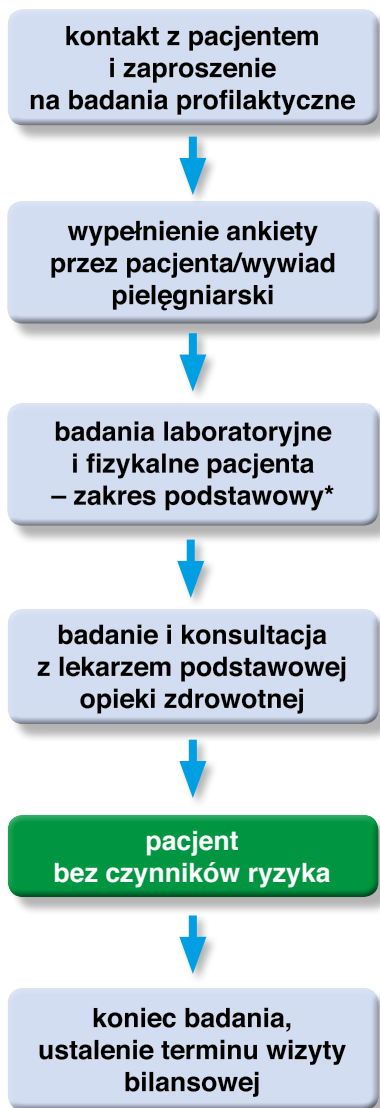 kontakt z pacjentem
i zaproszenie
na badania profilaktyczne
wypełnienie ankiety
przez pacjenta/wywiad
pielęgniarski
badania laboratoryjne
i fizykalne pacjenta
– zakres podstawowy*
badanie i konsultacja
z lekarzem podstawowej
opieki zdrowotnej
pacjent
bez czynników ryzyka
koniec badania,
ustalenie terminu wizyty
bilansowej